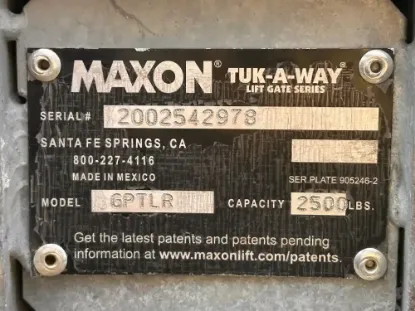 MAXON® TUK-A-WAY®
LIFT GATE SERIES
SERIAL # 2002542978
SANTA FE SPRINGS, CA
800-227-4116
MADE IN MEXICO
SER.PLATE 905246-2
MODEL GPTLR CAPACITY 2500 LBS.
Get the latest patents and patents pending
information at www.maxonlift.com/patents.